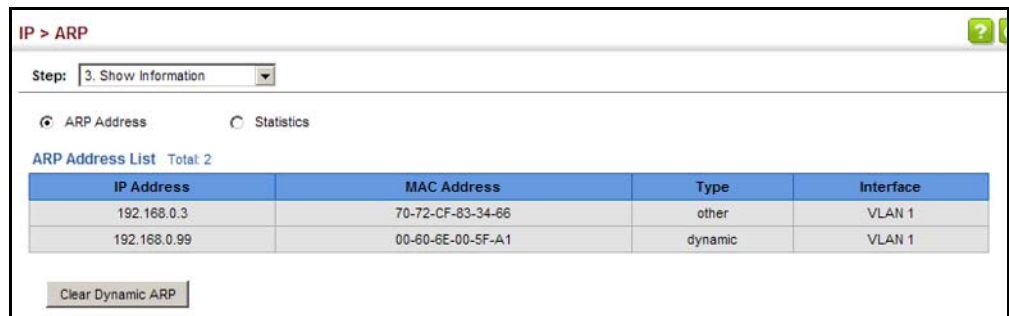 IP > ARP
?
Step: 3. Show Information
ARP Address Statistics
ARP Address List Total: 2
IP Address MAC Address Type Interface
192.168.0.3 70-72-CF-83-34-66 other VLAN 1
192.168.0.99 00-60-6E-00-5F-A1 dynamic VLAN 1
Clear Dynamic ARP